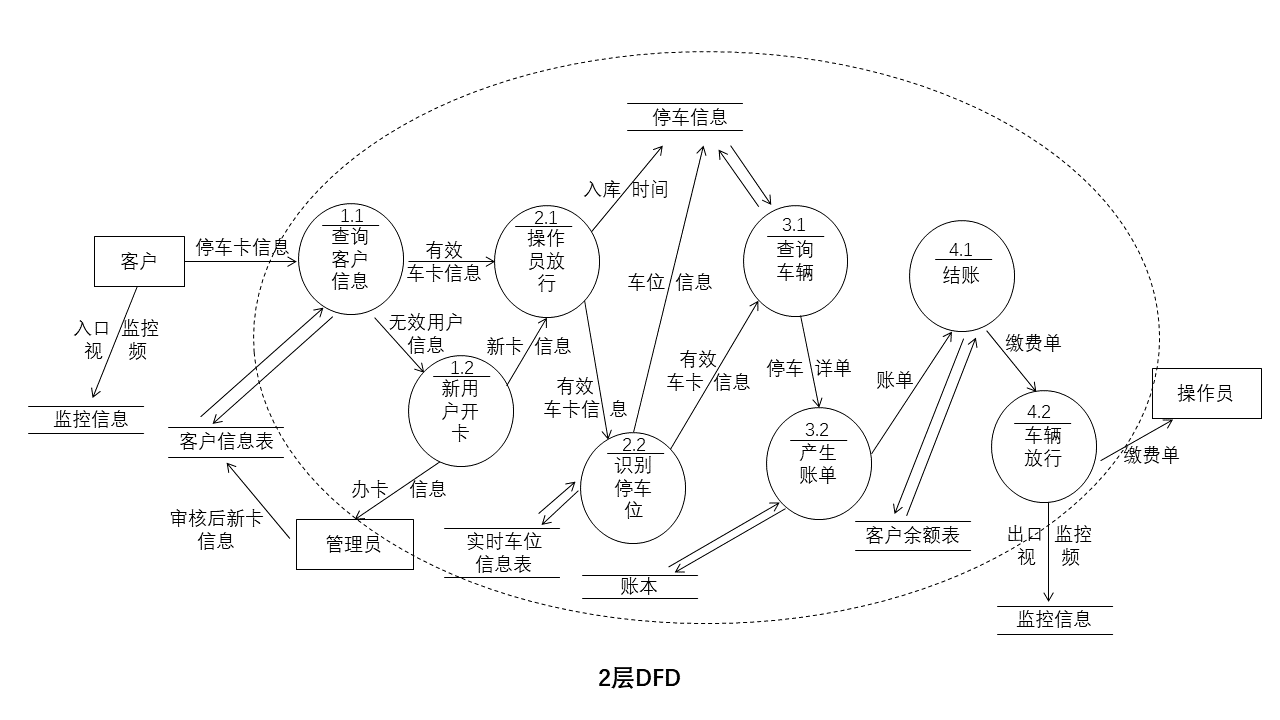 停车信息
入库 时间
1.1
查询
客户
信息
2.1
操作
员放
行
3.1
查询
车辆
4.1
结账
客户
停车卡信息
有效
车卡信息
车位 信息
入口 监控
视 频
无效用户
信息
新卡 信息
1.2
新用
户开
卡
有效
车卡信息
有效
车卡 信息
停车 详单
账单
缴费单
操作员
监控信息
客户信息表
2.2
识别
停车
位
3.2
产生
账单
4.2
车辆
放行
缴费单
办卡 信息
审核后新卡
信息
管理员
实时车位
信息表
账本
客户余额表
出口 监控
视 频
监控信息
2层DFD